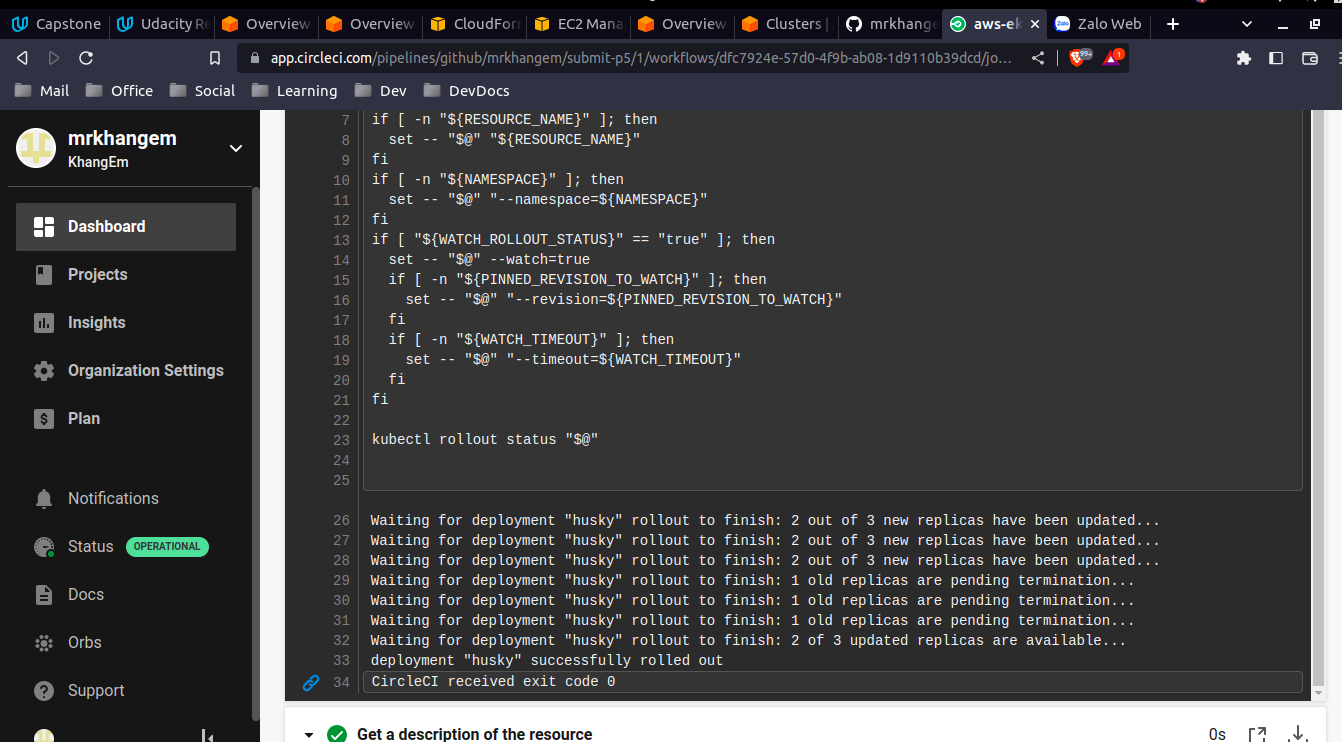 Capstone
Udacity Re
Overview
Overview
CloudForm
EC2 Mana
Overview
Clusters |
mrkhange
aws-ek
Zalo Web
app.circleci.com/pipelines/github/mrkhangem/submit-p5/1/workflows/dfc7924e-57d0-4f9b-ab08-1d9110b39dcd/jo...
99+
1
Mail
Office
Social
Learning
Dev
DevDocs
mrkhangem
KhangEm
Dashboard
Projects
Insights
Organization Settings
Plan
Notifications
Status OPERATIONAL
Docs
Orbs
Support
7 if [ -n "${RESOURCE_NAME}" ]; then
8 set -- "$@" "${RESOURCE_NAME}"
9 fi
10 if [ -n "${NAMESPACE}" ]; then
11 set -- "$@" "--namespace=${NAMESPACE}"
12 fi
13 if [ "${WATCH_ROLLOUT_STATUS}" == "true" ]; then
14 set -- "$@" --watch=true
15 if [ -n "${PINNED_REVISION_TO_WATCH}" ]; then
16 set -- "$@" "--revision=${PINNED_REVISION_TO_WATCH}"
17 fi
18 if [ -n "${WATCH_TIMEOUT}" ]; then
19 set -- "$@" "--timeout=${WATCH_TIMEOUT}"
20 fi
21 fi
22
23 kubectl rollout status "$@"
24
25
26 Waiting for deployment "husky" rollout to finish: 2 out of 3 new replicas have been updated...
27 Waiting for deployment "husky" rollout to finish: 2 out of 3 new replicas have been updated...
28 Waiting for deployment "husky" rollout to finish: 2 out of 3 new replicas have been updated...
29 Waiting for deployment "husky" rollout to finish: 1 old replicas are pending termination...
30 Waiting for deployment "husky" rollout to finish: 1 old replicas are pending termination...
31 Waiting for deployment "husky" rollout to finish: 1 old replicas are pending termination...
32 Waiting for deployment "husky" rollout to finish: 2 of 3 updated replicas are available...
33 deployment "husky" successfully rolled out
34 CircleCI received exit code 0
Get a description of the resource 0s